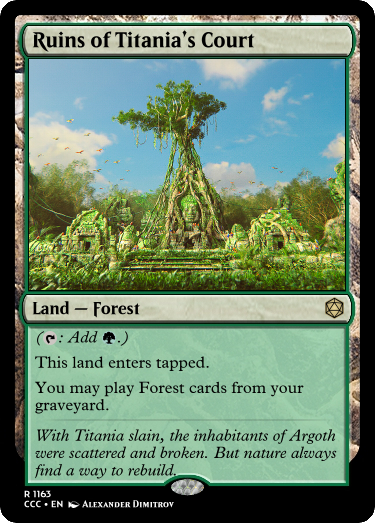 Ruins of Titania's Court
Land — Forest
(: Add .)
This land enters tapped.
You may play Forest cards from your
graveyard.
With Titania slain, the inhabitants of Argoth
were scattered and broken. But nature always
find a way to rebuild.
R 1163
CCC • EN Alexander Dimitrov